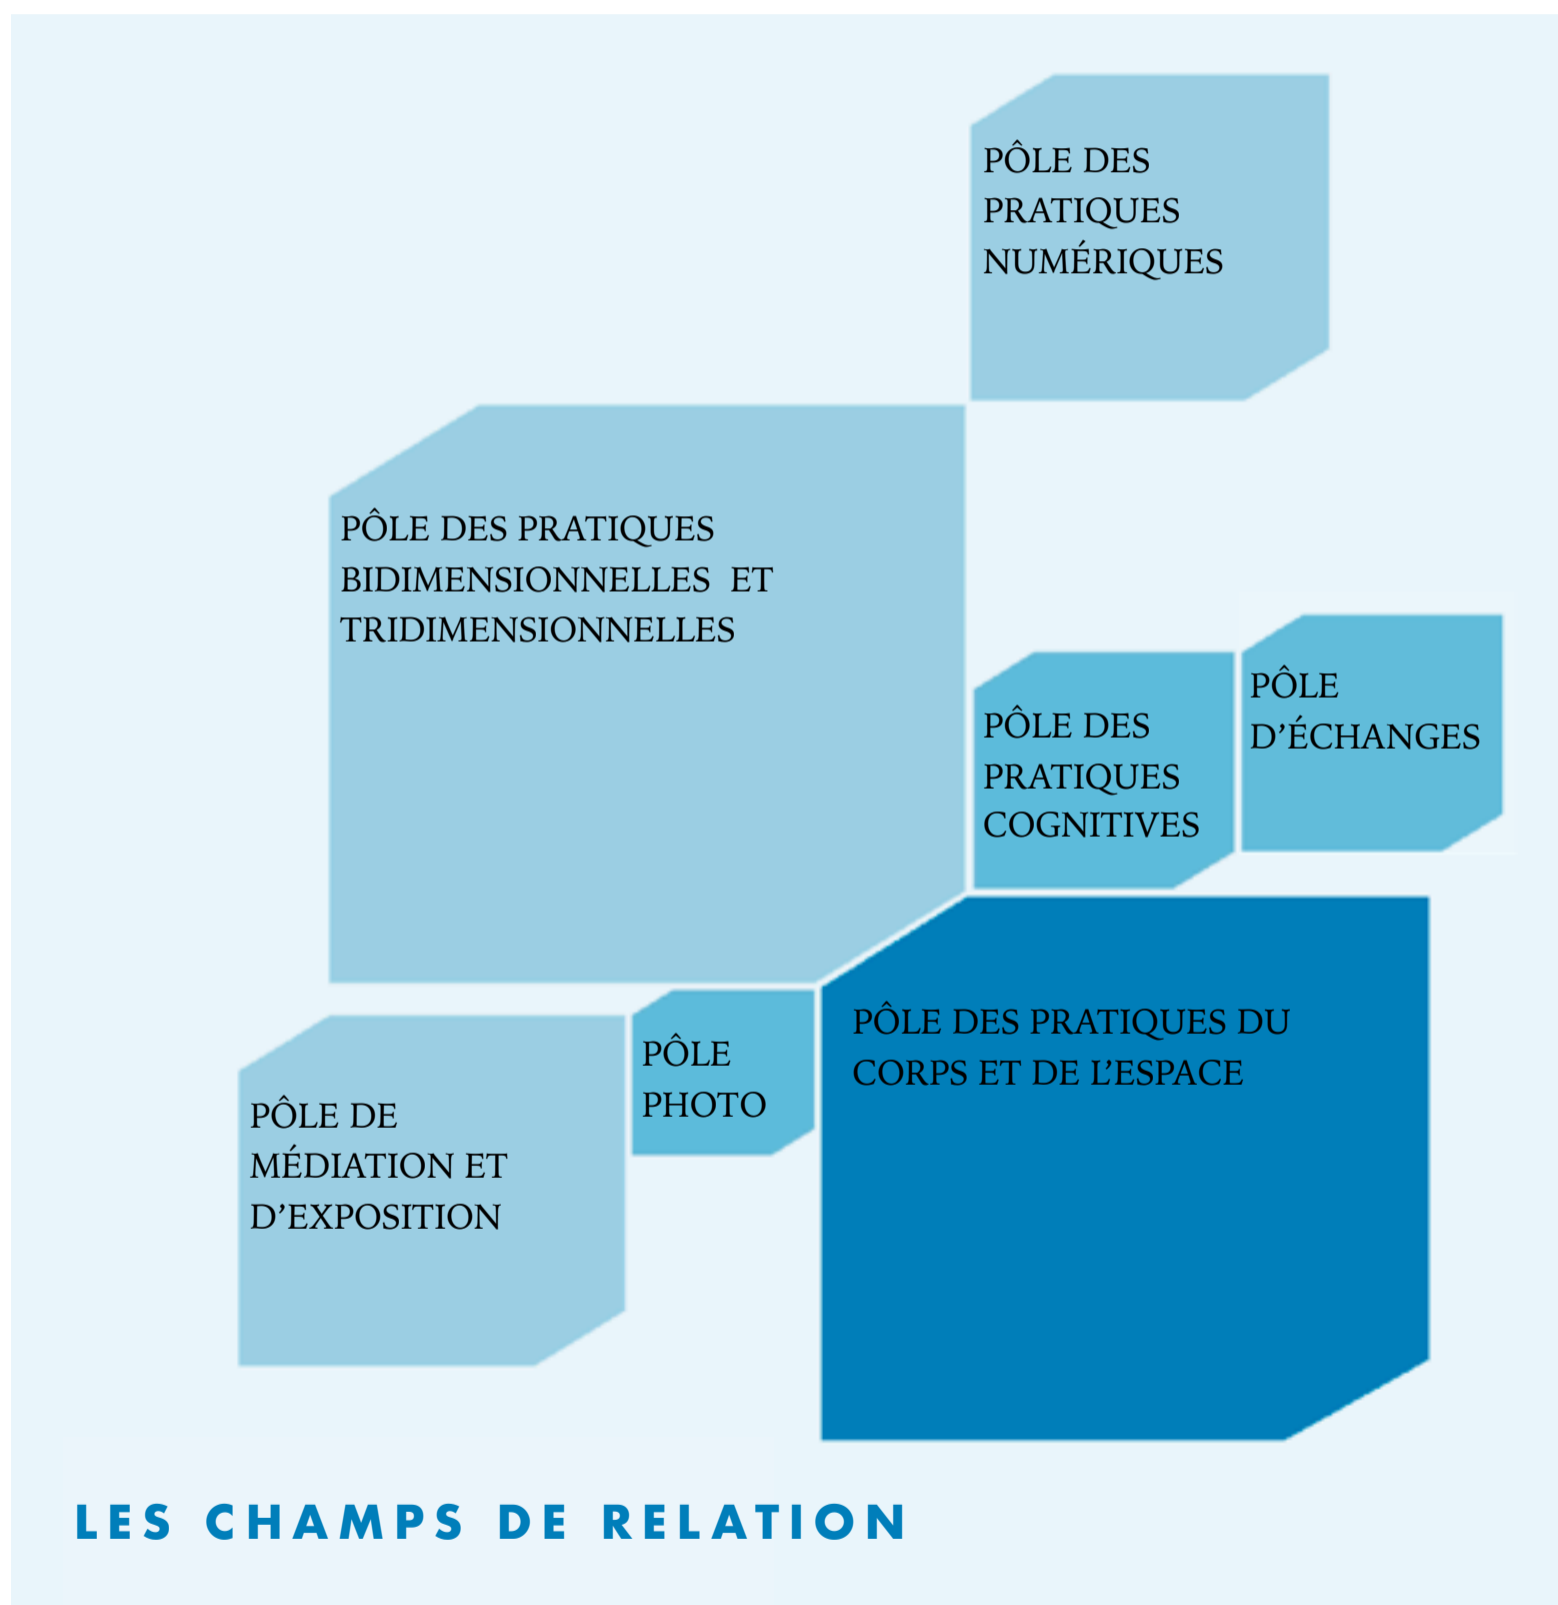 PÔLE DES
PRATIQUES
NUMÉRIQUES
PÔLE DES PRATIQUES
BIDIMENSIONNELLES ET
TRIDIMENSIONNELLES
PÔLE DES
PRATIQUES
COGNITIVES
PÔLE
D’ÉCHANGES
PÔLE DE
MÉDIATION ET
D’EXPOSITION
PÔLE
PHOTO
PÔLE DES PRATIQUES DU
CORPS ET DE L’ESPACE
LES CHAMPS DE RELATION